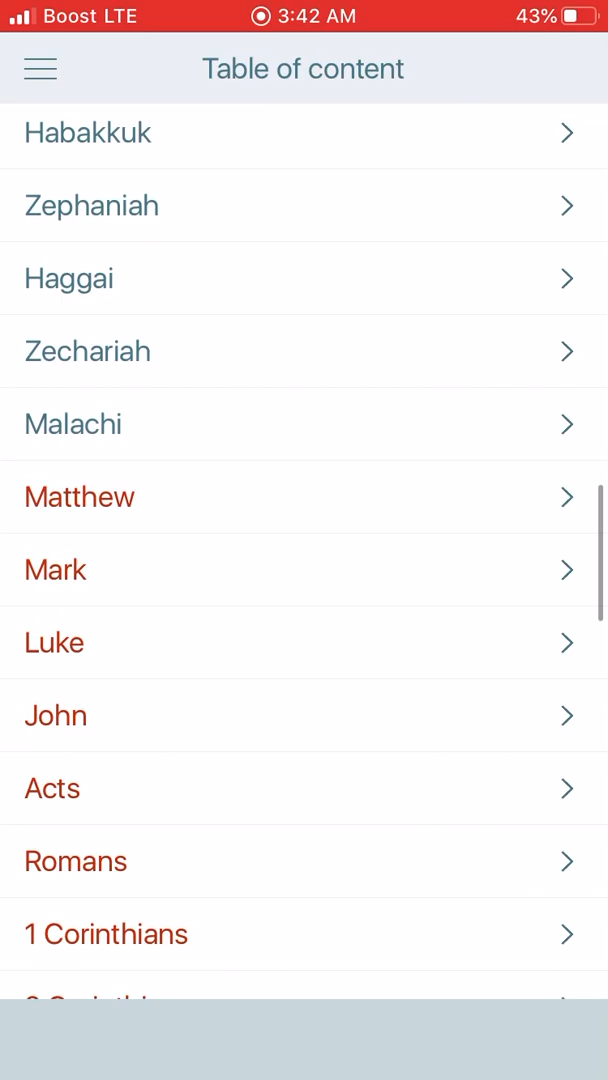 Boost LTE 3:42 AM 43%
Table of content
Habakkuk
Zephaniah
Haggai
Zechariah
Malachi
Matthew
Mark
Luke
John
Acts
Romans
1 Corinthians